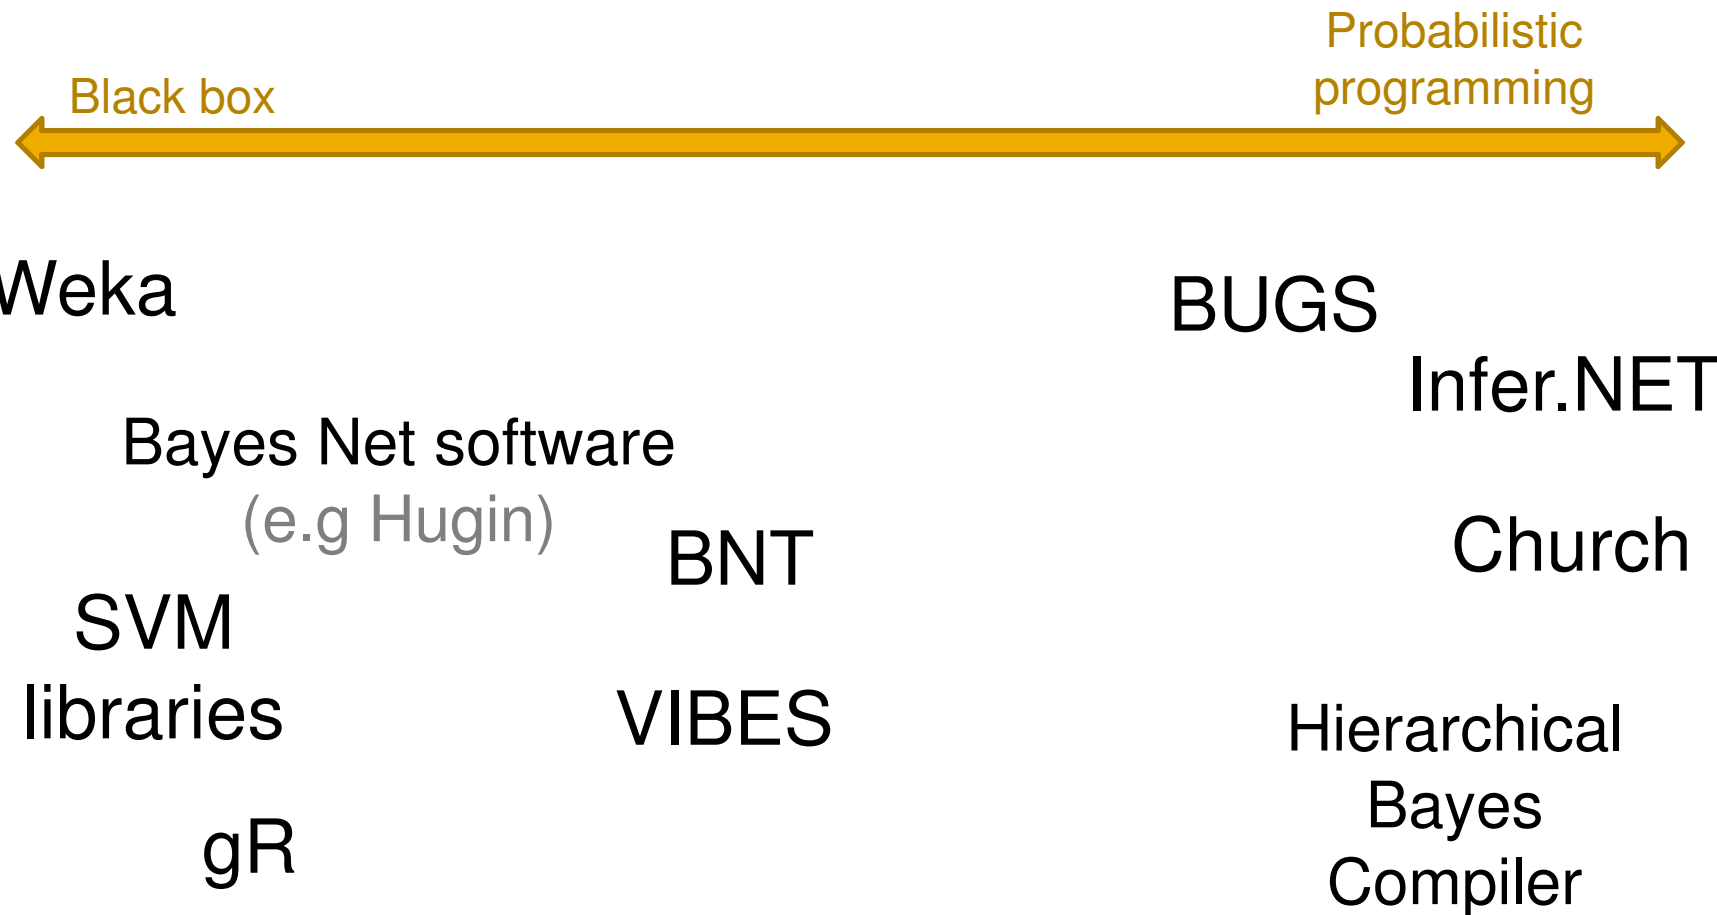 Probabilistic
programming
Black box
Weka
BUGS
Infer.NET
Bayes Net software
(e.g Hugin)
BNT
Church
SVM
libraries
VIBES
Hierarchical
Bayes
Compiler
gR